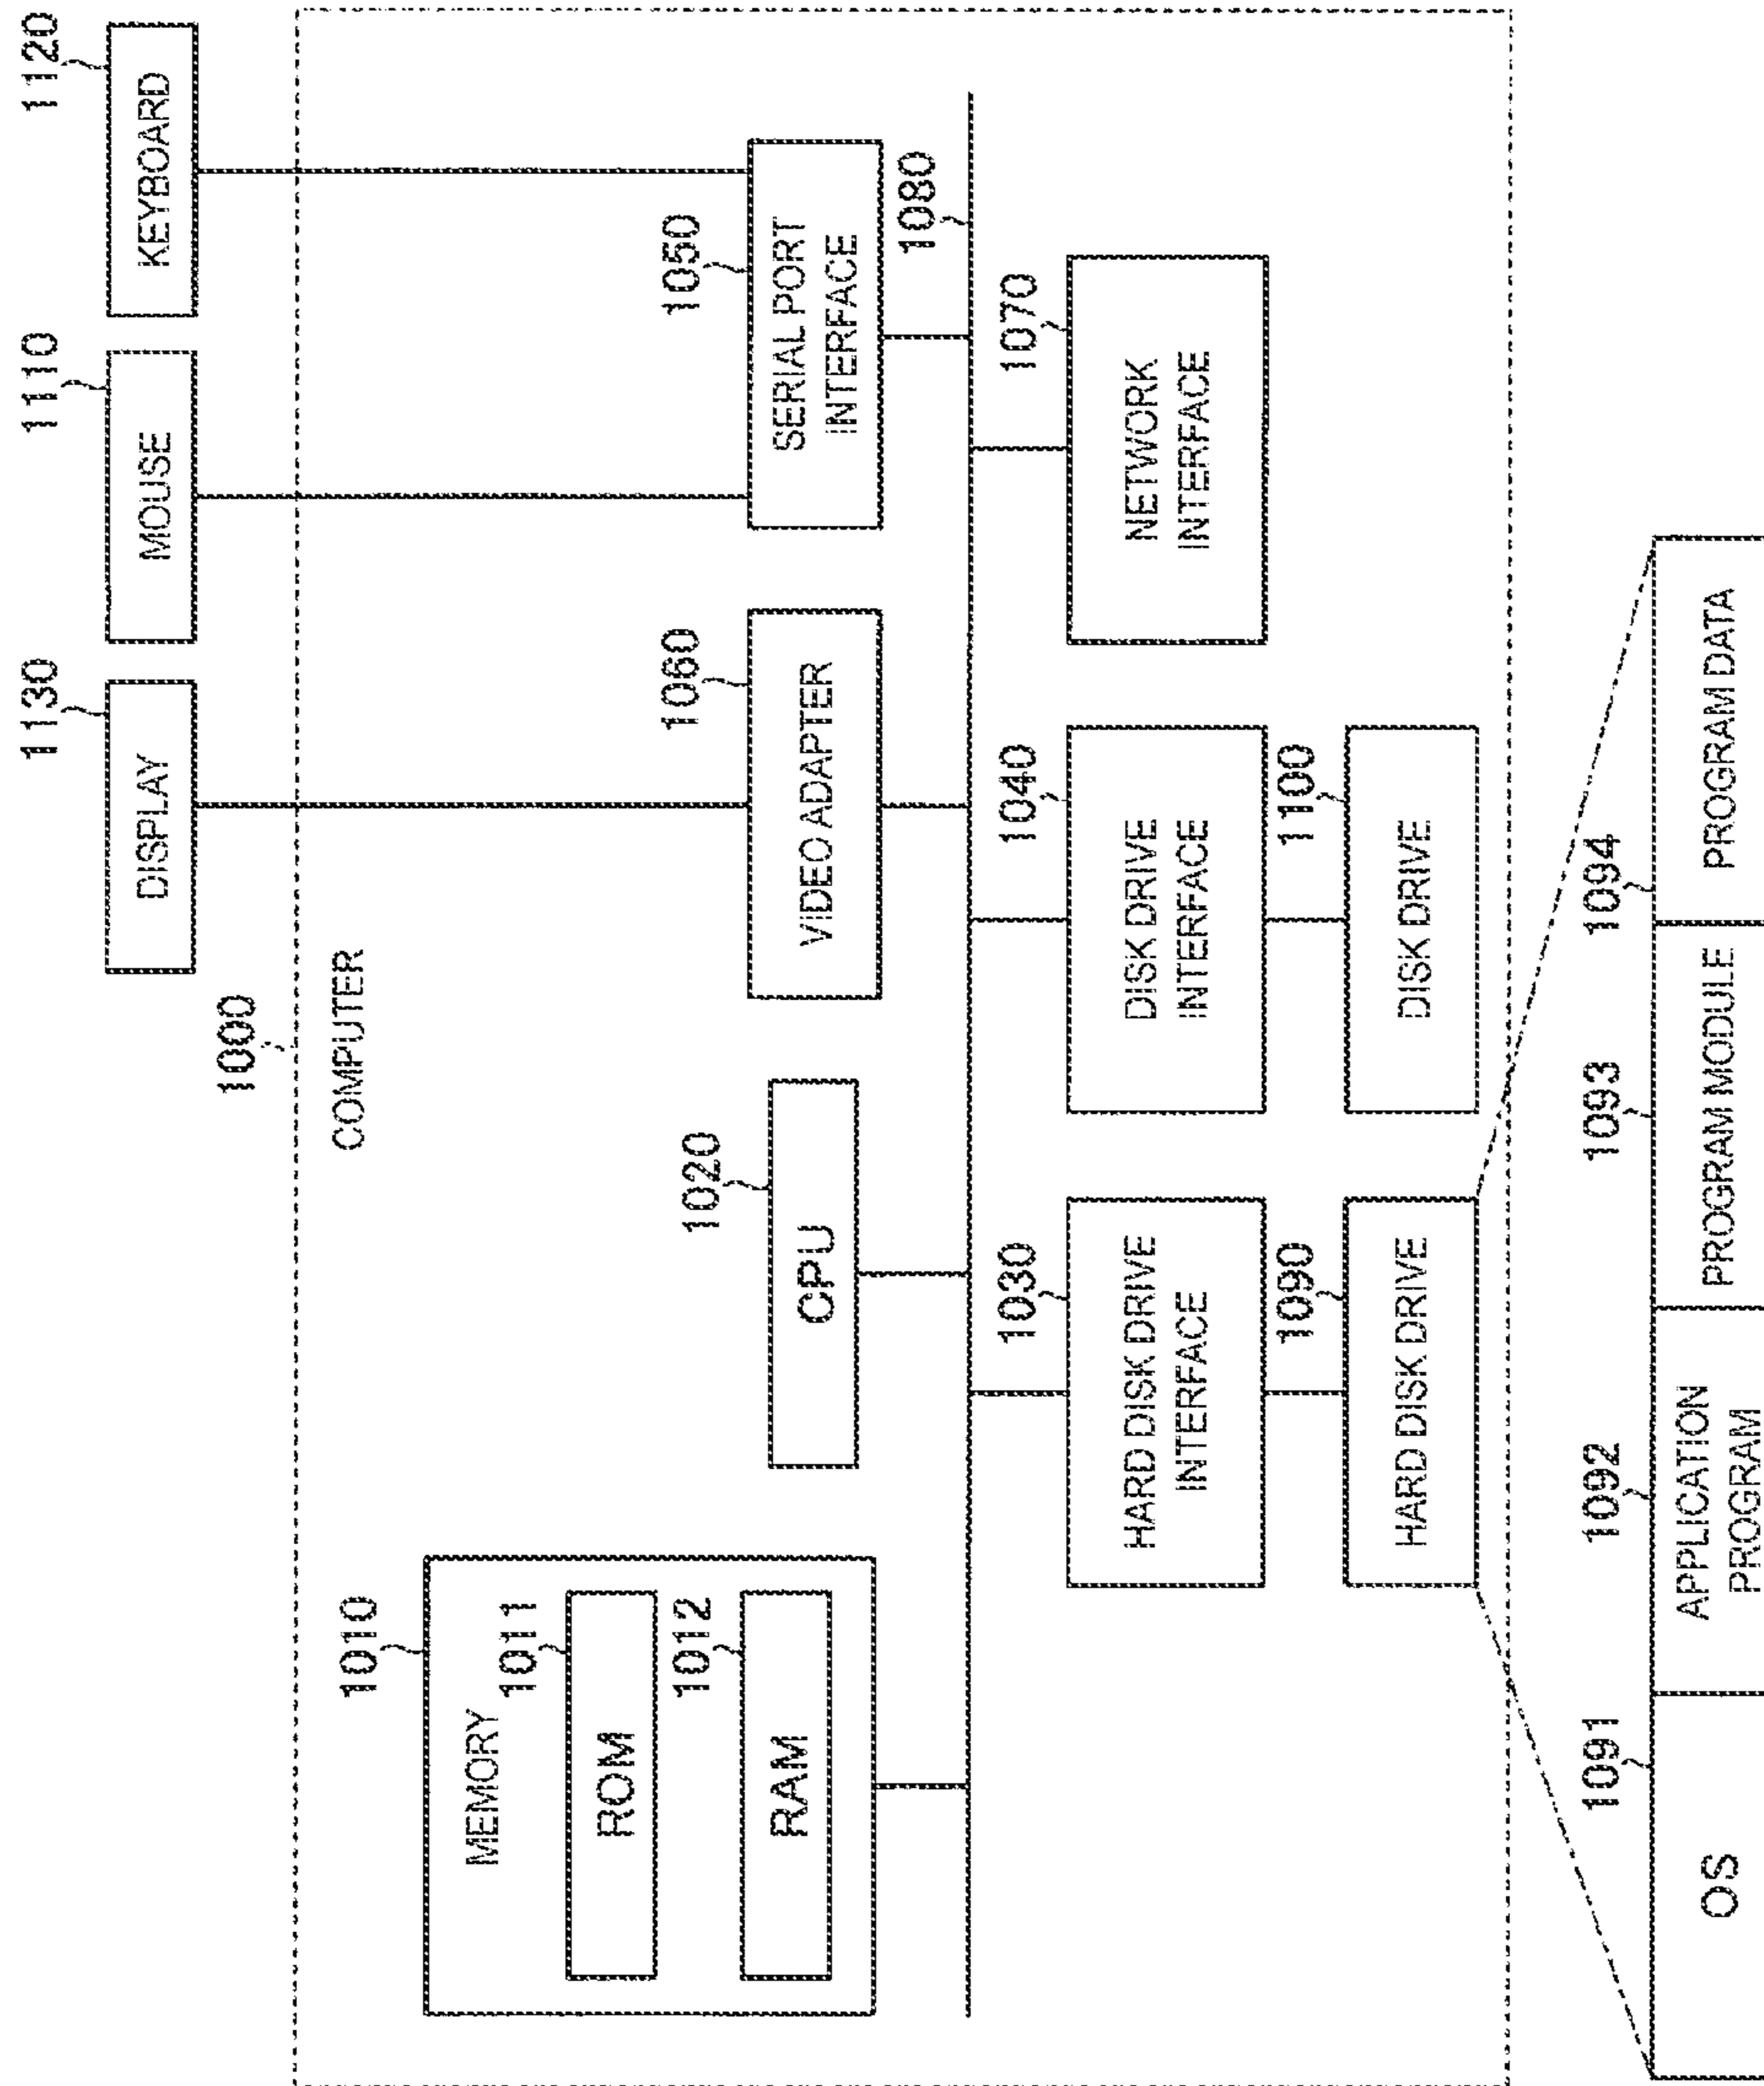 1130
DISPLAY
1110
MOUSE
1120
KEYBOARD
1000
COMPUTER
1010
MEMORY
1011
ROM
1012
RAM
1020
CPU
1060
VIDEO ADAPTER
1050
SERIAL PORT
INTERFACE
1080
1030
HARD DISK DRIVE
INTERFACE
1040
DISK DRIVE
INTERFACE
1070
NETWORK
INTERFACE
1090
HARD DISK DRIVE
1100
DISK DRIVE
1091
OS
1092
APPLICATION
PROGRAM
1093
PROGRAM MODULE
1094
PROGRAM DATA